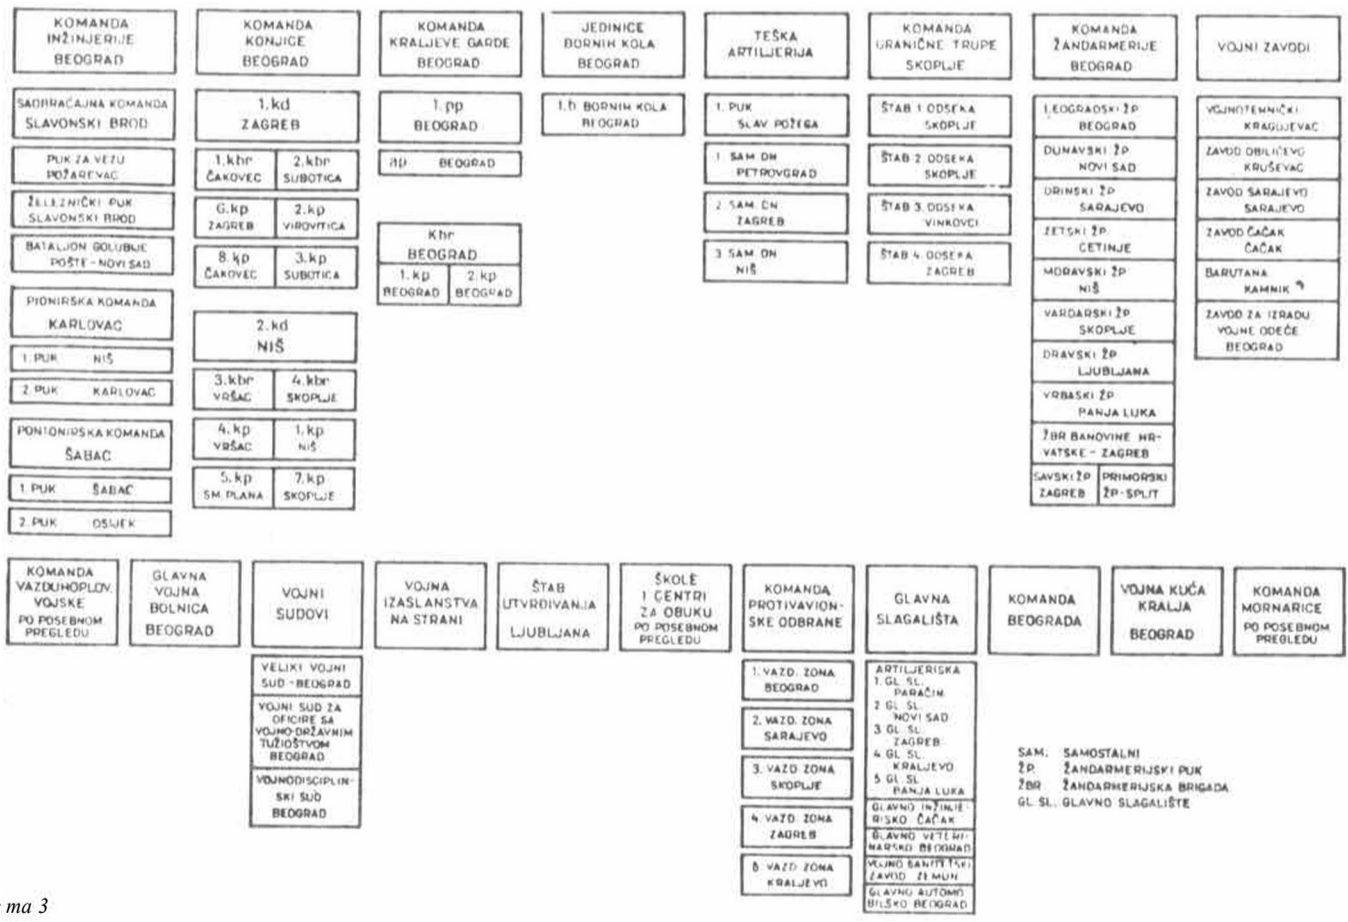 KOMANDA
INŽINJERIJE
BEOGRAD
SAOBRAĆAJNA KOMANDA
SLAVONSKI BROD
PUK ZA VEZU
POŽAREVAC
ŽELEZNIČKI PUK
SLAVONSKI BROD
BATALJON GOLUBIJE
POŠTE - NOVI SAD
PIONIRSKA KOMANDA
KARLOVAC
1. PUK NIŠ
2. PUK KARLOVAC
PONTONIRSKA KOMANDA
ŠABAC
1. PUK ŠABAC
2. PUK OSIJEK
KOMANDA
KONJICE
BEOGRAD
1. kd
ZAGREB
1. kbr
ČAKOVEC
2. kbr
SUBOTICA
6. kp
ZAGREB
2. kp
VIROVITICA
8. kp
ČAKOVEC
3. kp
SUBOTICA
2. kd
NIŠ
3. kbr
VRŠAC
4. kbr
SKOPLJE
4. kp
VRŠAC
1. kp
NIŠ
5. kp
SM. PLANA
7. kp
SKOPLJE
KOMANDA
KRALJEVE GARDE
BEOGRAD
1. pp
BEOGRAD
ap BEOGRAD
Kbr
BEOGRAD
1. kp
BEOGRAD
2. kp
BEOGRAD
JEDINICE
BORNIH KOLA
BEOGRAD
1. b BORNIH KOLA
BEOGRAD
TEŠKA
ARTILJERIJA
1. PUK
SLAV. POŽEGA
1. SAM. DN
PETROVGRAD
2. SAM. DN
ZAGREB
3. SAM. DN
NIŠ
KOMANDA
GRANIČNE TRUPE
SKOPLJE
ŠTAB 1. ODSEKA
SKOPLJE
ŠTAB 2. ODSEKA
SKOPLJE
ŠTAB 3. ODSEKA
VINKOVCI
ŠTAB 4. ODSEKA
ZAGREB
KOMANDA
ŽANDARMERIJE
BEOGRAD
BEOGRADSKI ŽP
BEOGRAD
DUNAVSKI ŽP
NOVI SAD
DRINSKI ŽP
SARAJEVO
ZETSKI ŽP
CETINJE
MORAVSKI ŽP
NIŠ
VARDARSKI ŽP
SKOPLJE
DRAVSKI ŽP
LJUBLJANA
VRBASKI ŽP
BANJA LUKA
ŽBR BANOVINE HR-
VATSKE - ZAGREB
SAVSKI ŽP
ZAGREB
PRIMORSKI
ŽP - SPLIT
VOJNI ZAVODI
VOJNOTEHNIČKI
KRAGUJEVAC
ZAVOD OBILIĆEVO
KRUŠEVAC
ZAVOD SARAJEVO
SARAJEVO
ZAVOD ČAČAK
ČAČAK
BARUTANA
KAMNIK
ZAVOD ZA IZRADU
VOJNE ODEĆE
BEOGRAD
KOMANDA
VAZDUHOPLOV.
VOJSKE
PO POSEBNOM
PREGLEDU
GLAVNA
VOJNA
BOLNICA
BEOGRAD
VOJNI
SUDOVI
VELIKI VOJNI
SUD - BEOGRAD
VOJNI SUD ZA
OFICIRE SA
VOJNO-DRŽAVNIM
TUŽIOŠTVOM
BEOGRAD
VOJNODISCIPLIN-
SKI SUD
BEOGRAD
VOJNA
IZASLANSTVA
NA STRANI
ŠTAB
UTVRĐIVANJA
LJUBLJANA
ŠKOLE
I CENTRI
ZA OBUKU
PO POSEBNOM
PREGLEDU
KOMANDA
PROTIVAVION-
SKE ODBRANE
1. VAZD. ZONA
BEOGRAD
2. VAZD. ZONA
SARAJEVO
3. VAZD. ZONA
SKOPLJE
4. VAZD. ZONA
ZAGREB
VAZD ZONA
KRALJEVO
GLAVNA
SLAGALIŠTA
ARTILJERISKA
1. GL. SL.
PARAĆIN
2 GL. SL.
NOVI SAD
3 GL. SL.
ZAGREB
4 GL. SL.
KRALJEVO
5 GL. SL.
BANJA LUKA
GLAVNO INŽINJE-
RISKO ČAČAK
GLAVNO VETERI-
NARSKO BEOGRAD
VOJNO SANITETSKI
ZAVOD ZEMUN
GLAVNO AUTOMO
BILSKO BEOGRAD
KOMANDA
BEOGRADA
VOJNA KUĆA
KRALJA
BEOGRAD
KOMANDA
MORNARICE
PO POSEBNOM
PREGLEDU
SAM. SAMOSTALNI
ŽP. ŽANDARMERIJSKI PUK
ŽBR ŽANDARMERIJSKA BRIGADA
GL. SL. GLAVNO SLAGALIŠTE
ma 3